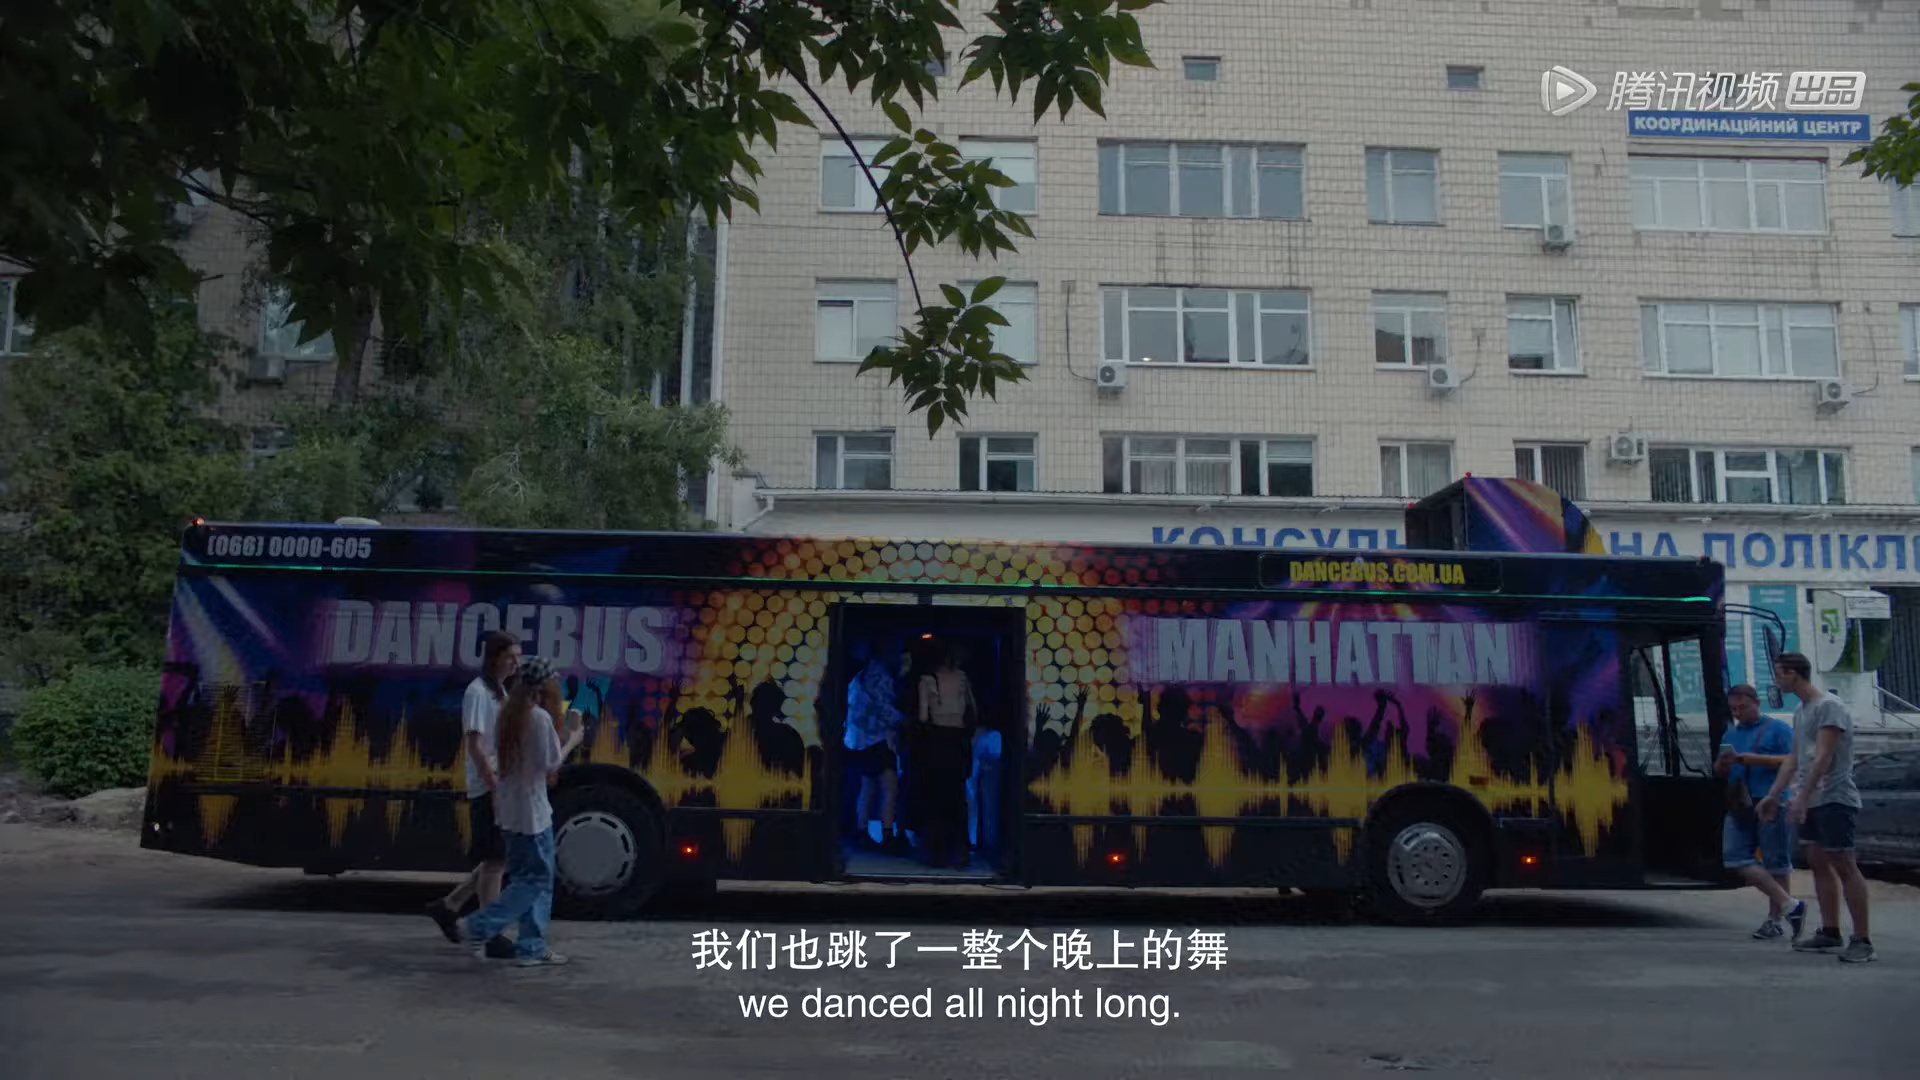 腾讯视频 出品
КООРДИНАЦІЙНИЙ ЦЕНТР
(066) 0000-605
DANCEBUS.COM.UA
DANCEBUS
MANHATTAN
我们也跳了一整个晚上的舞
we danced all night long.